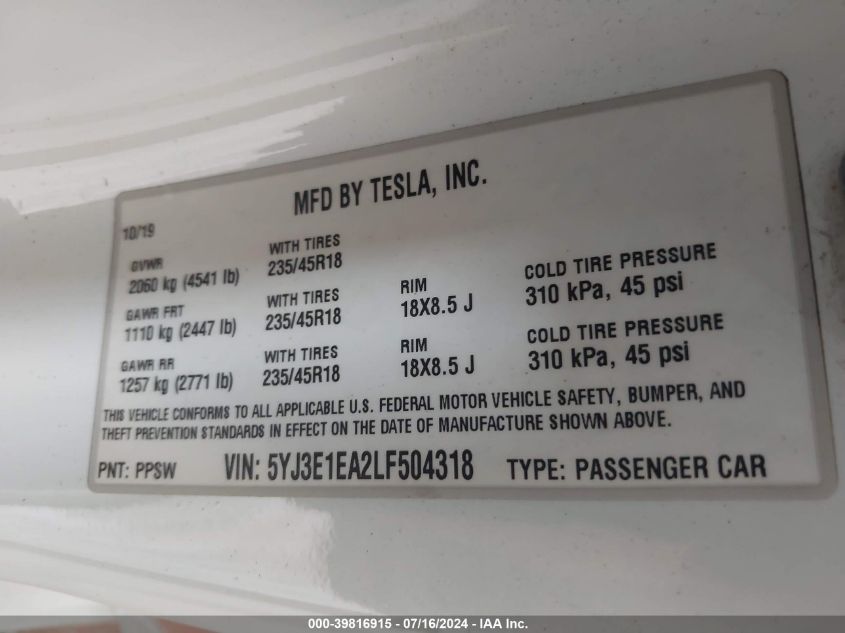 MFD BY TESLA, INC.
10/19
GVWR WITH TIRES
2060 kg (4541 lb) 235/45R18
GAWR FRT WITH TIRES RIM COLD TIRE PRESSURE
1110 kg (2447 lb) 235/45R18 18X8.5 J 310 kPa, 45 psi
GAWR RR WITH TIRES RIM COLD TIRE PRESSURE
1257 kg (2771 lb) 235/45R18 18X8.5 J 310 kPa, 45 psi
THIS VEHICLE CONFORMS TO ALL APPLICABLE U.S. FEDERAL MOTOR VEHICLE SAFETY, BUMPER, AND
THEFT PREVENTION STANDARDS IN EFFECT ON THE DATE OF MANUFACTURE SHOWN ABOVE.
PNT: PPSW VIN: 5YJ3E1EA2LF504318 TYPE: PASSENGER CAR
000-39816915 - 07/16/2024 - IAA Inc.